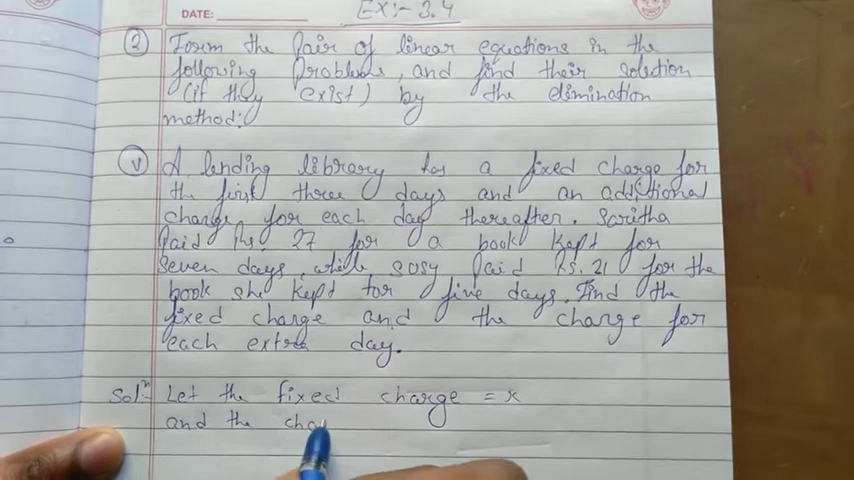 DATE:
Ex:- 3.4
(2) Form the pair of linear equations in the
following problems, and find their solution
(if they exist) by the elimination
method:
(v) A lending library has a fixed charge for
the first three days and an additional
charge for each day thereafter. Saritha
paid Rs. 27 for a book kept for
seven days, while Susy paid Rs. 21 for the
book she kept for five days. Find the
fixed charge and the charge for
each extra day.
Solⁿ:- Let the fixed charge = x
and the cha